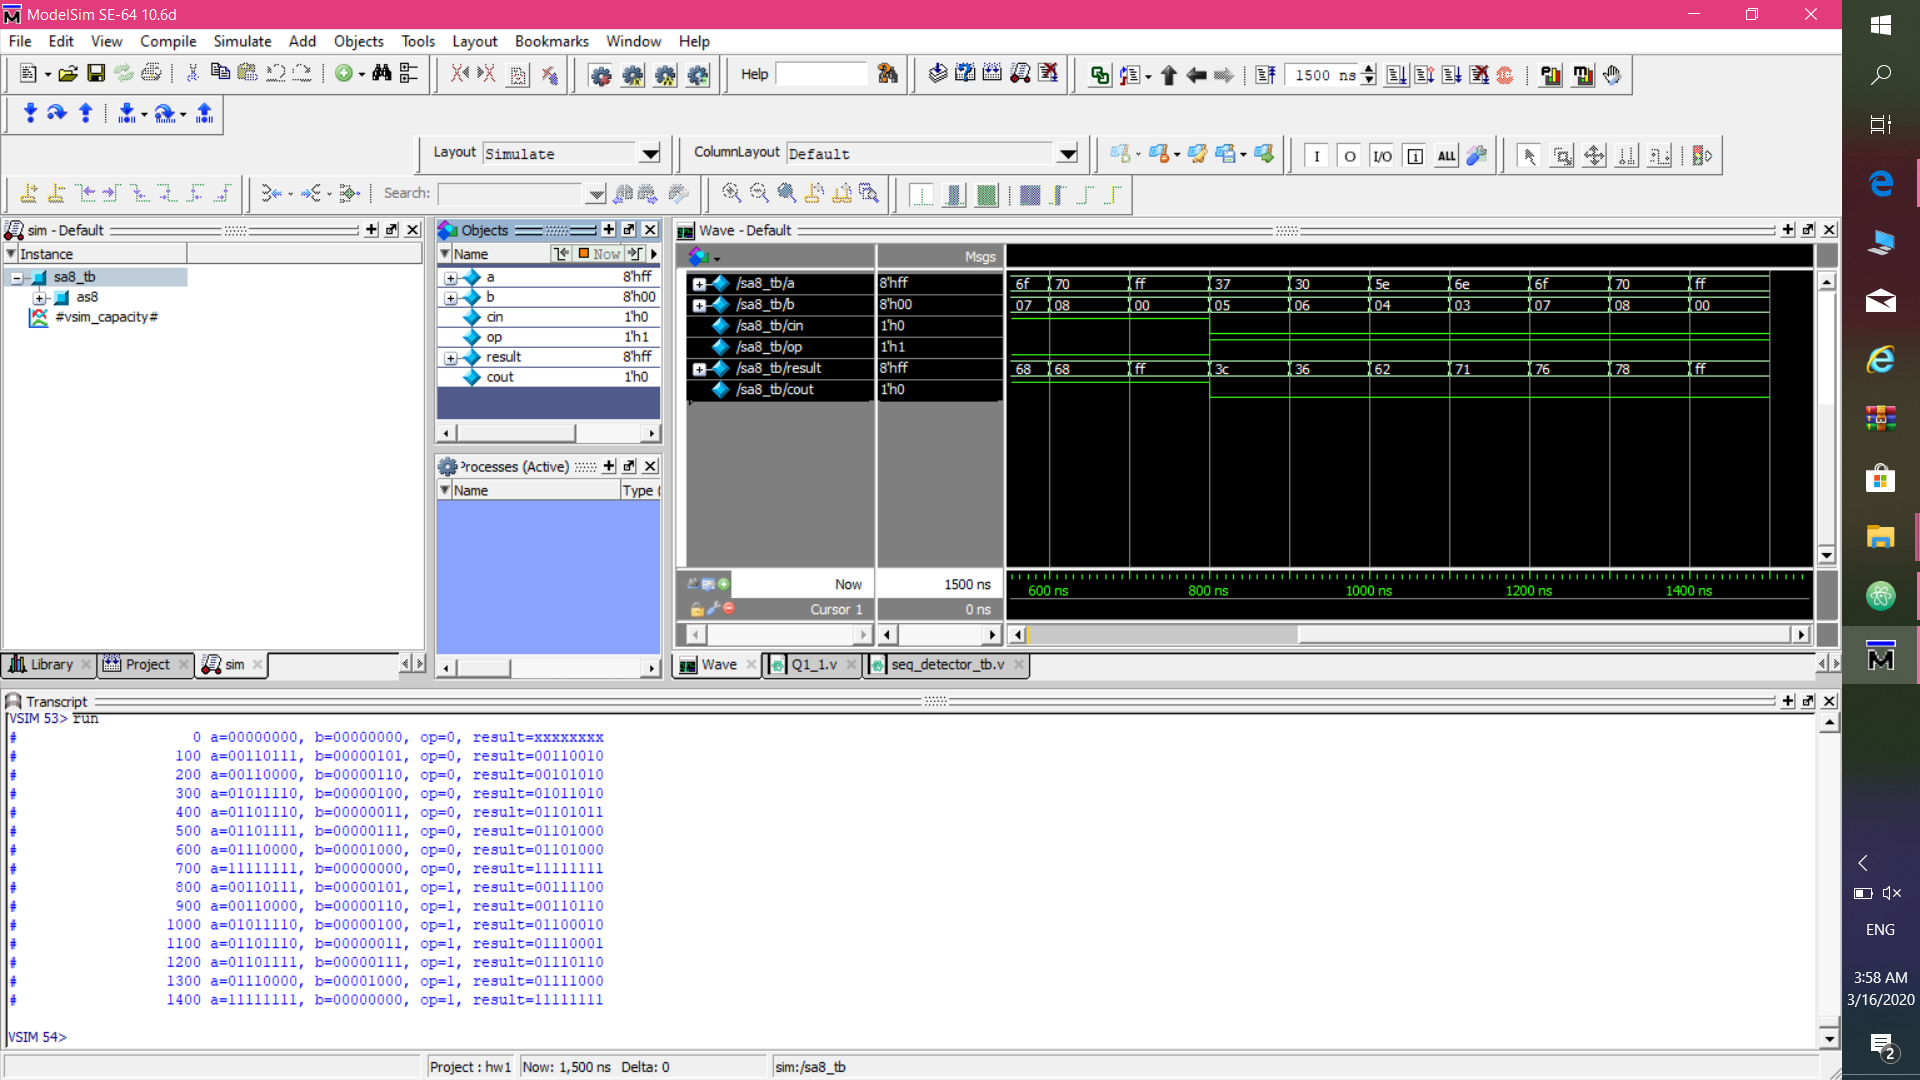 ModelSim SE-64 10.6d
File Edit View Compile Simulate Add Objects Tools Layout Bookmarks Window Help
Help
1500 ns
Layout Simulate
ColumnLayout Default
I O I/O i ALL
Search:
sim - Default
Instance
sa8_tb
as8
#vsim_capacity#
Objects
Name Now
a 8'hff
b 8'h00
cin 1'h0
op 1'h1
result 8'hff
cout 1'h0
Processes (Active)
Name Type (
Wave - Default
Msgs
/sa8_tb/a 8'hff 6f 70 ff 37 30 5e 6e 6f 70 ff
/sa8_tb/b 8'h00 07 08 00 05 06 04 03 07 08 00
/sa8_tb/cin 1'h0
/sa8_tb/op 1'h1
/sa8_tb/result 8'hff 68 68 ff 3c 36 62 71 76 78 ff
/sa8_tb/cout 1'h0
Now 1500 ns
600 ns 800 ns 1000 ns 1200 ns 1400 ns
Cursor 1 0 ns
Library Project sim
Wave Q1_1.v seq_detector_tb.v
Transcript
VSIM 53> run
# 0 a=00000000, b=00000000, op=0, result=xxxxxxxx
# 100 a=00110111, b=00000101, op=0, result=00110010
# 200 a=00110000, b=00000110, op=0, result=00101010
# 300 a=01011110, b=00000100, op=0, result=01011010
# 400 a=01101110, b=00000011, op=0, result=01101011
# 500 a=01101111, b=00000111, op=0, result=01101000
# 600 a=01110000, b=00001000, op=0, result=01101000
# 700 a=11111111, b=00000000, op=0, result=11111111
# 800 a=00110111, b=00000101, op=1, result=00111100
# 900 a=00110000, b=00000110, op=1, result=00110110
# 1000 a=01011110, b=00000100, op=1, result=01100010
# 1100 a=01101110, b=00000011, op=1, result=01110001
# 1200 a=01101111, b=00000111, op=1, result=01110110
# 1300 a=01110000, b=00001000, op=1, result=01111000
# 1400 a=11111111, b=00000000, op=1, result=11111111
VSIM 54>
Project : hw1 Now: 1,500 ns Delta: 0 sim:/sa8_tb
ENG
3:58 AM
3/16/2020
2